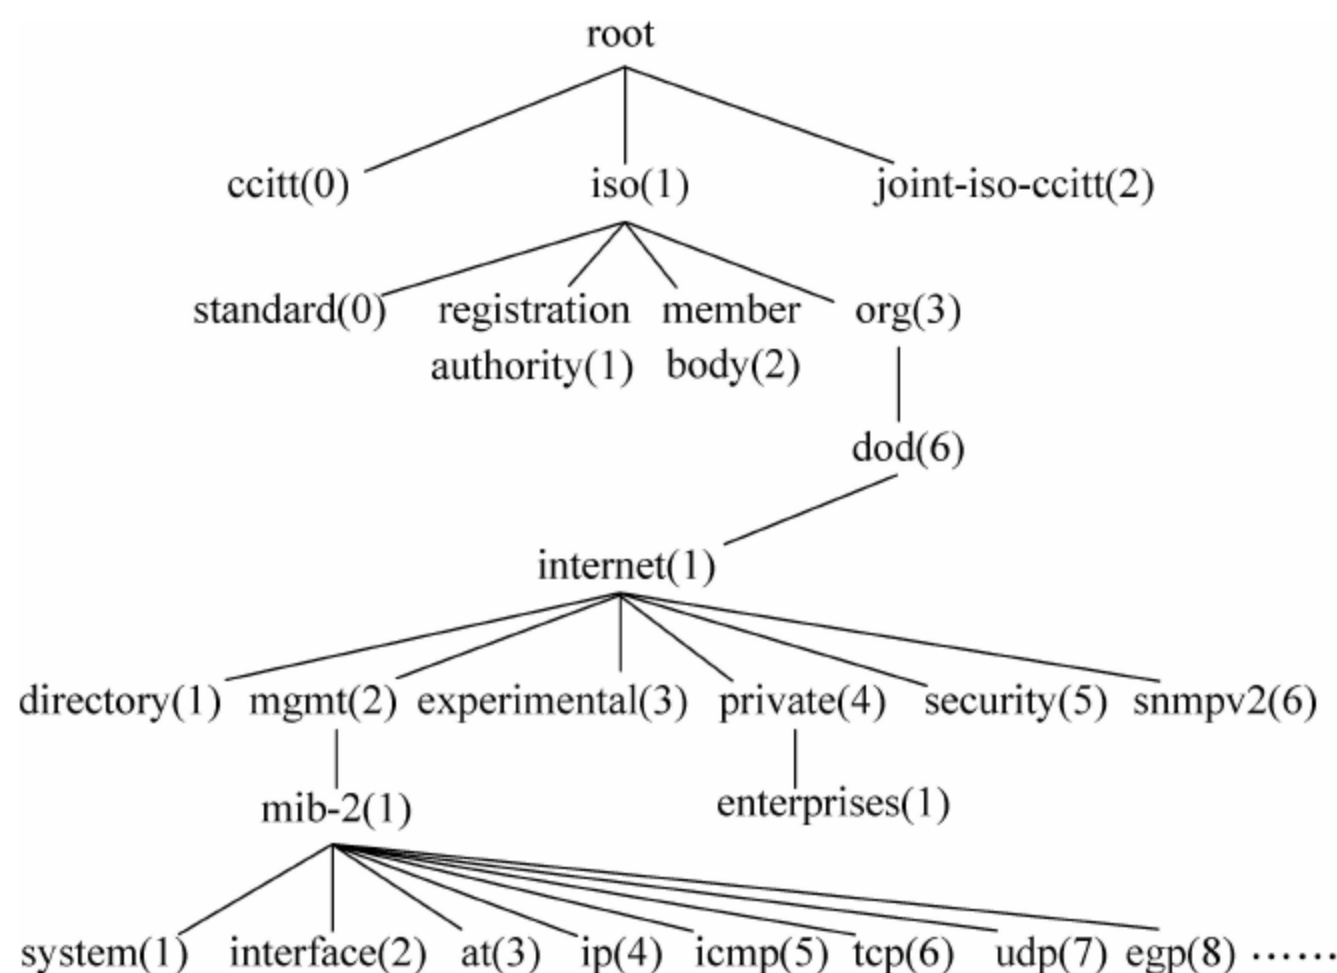 root
ccitt(0) iso(1) joint-iso-ccitt(2)
standard(0) registration member org(3)
authority(1) body(2)
dod(6)
internet(1)
directory(1) mgmt(2) experimental(3) private(4) security(5) snmpv2(6)
mib-2(1) enterprises(1)
system(1) interface(2) at(3) ip(4) icmp(5) tcp(6) udp(7) egp(8) ······